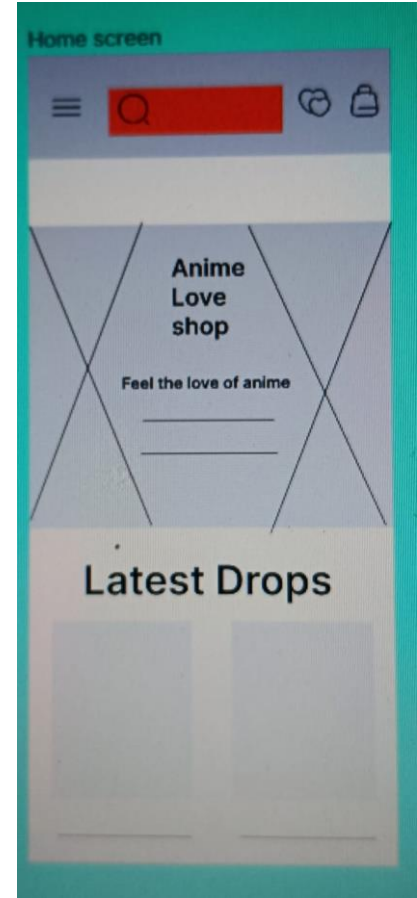 Home screen
Anime
Love
shop
Feel the love of anime
Latest Drops